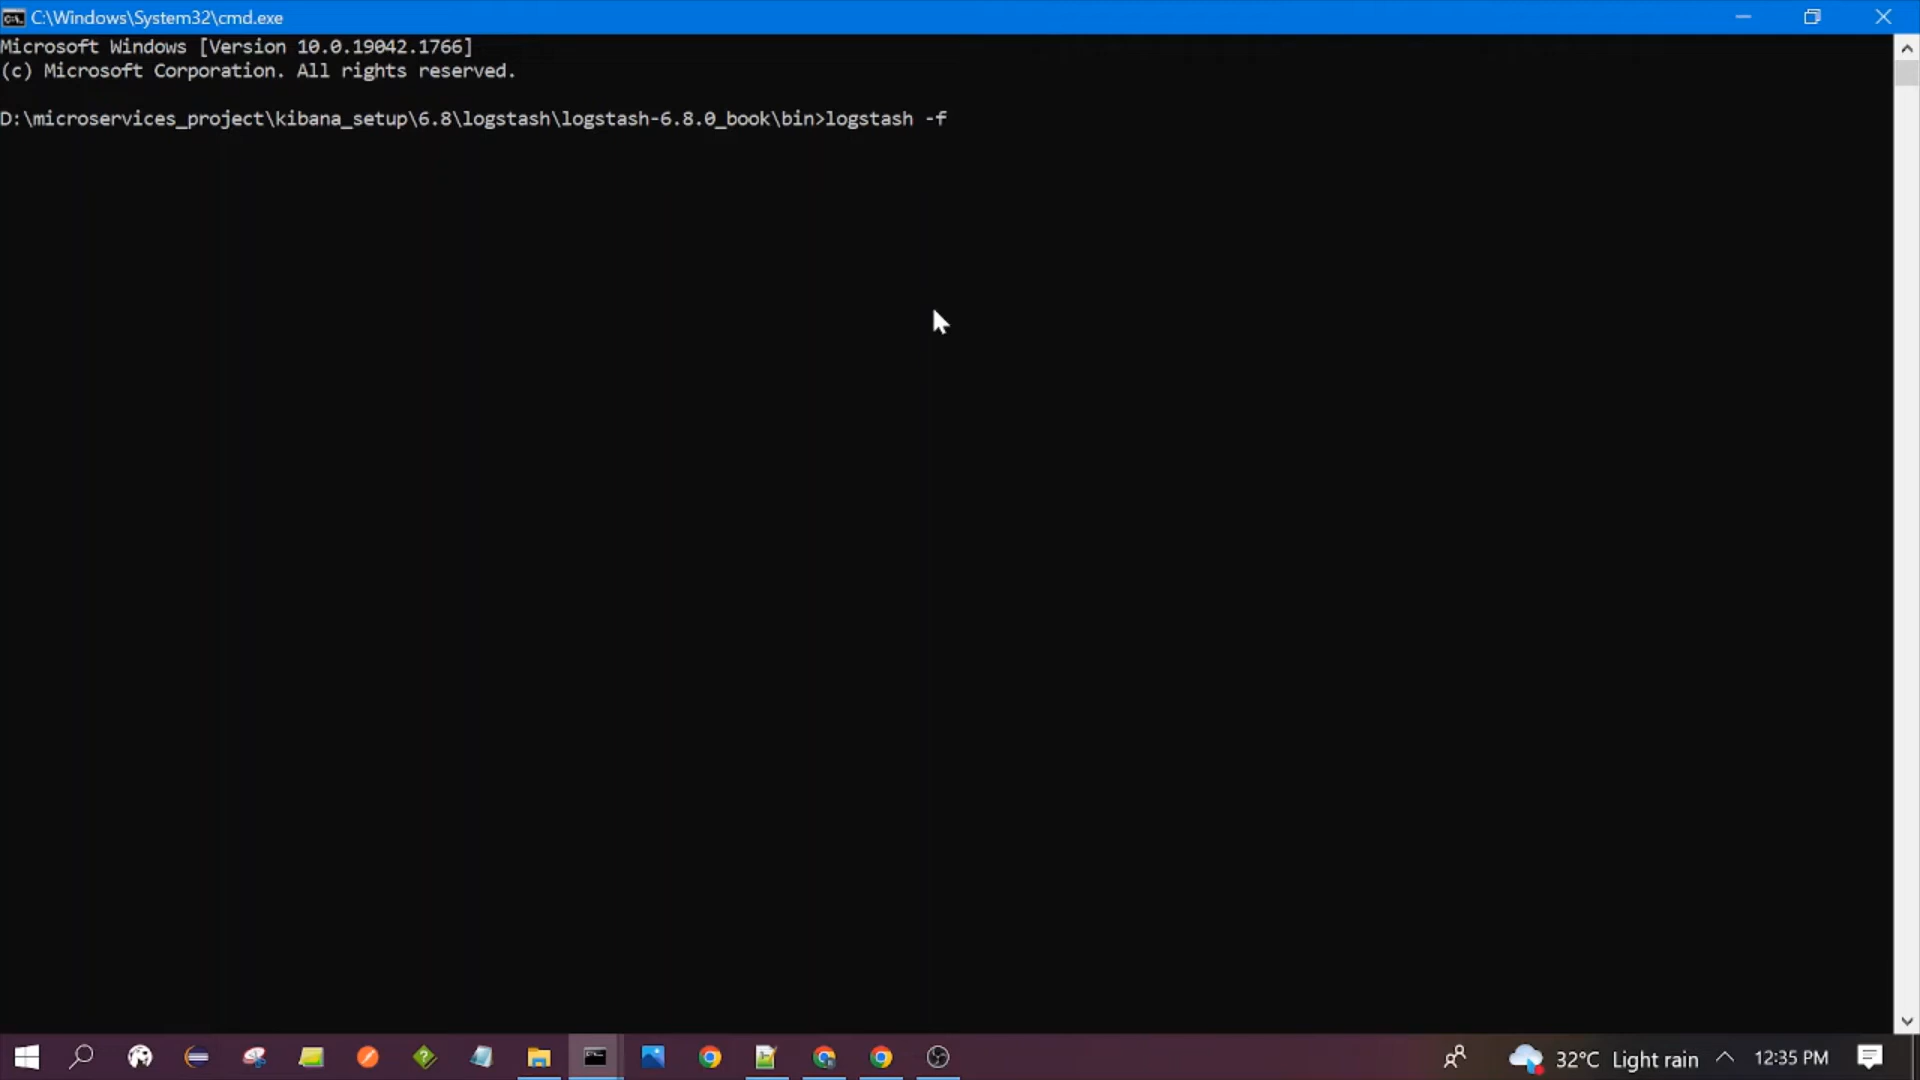 C:\Windows\System32\cmd.exe
Microsoft Windows [Version 10.0.19042.1766]
(c) Microsoft Corporation. All rights reserved.
D:\microservices_project\kibana_setup\6.8\logstash\logstash-6.8.0_book\bin>logstash -f
32°C Light rain 12:35 PM